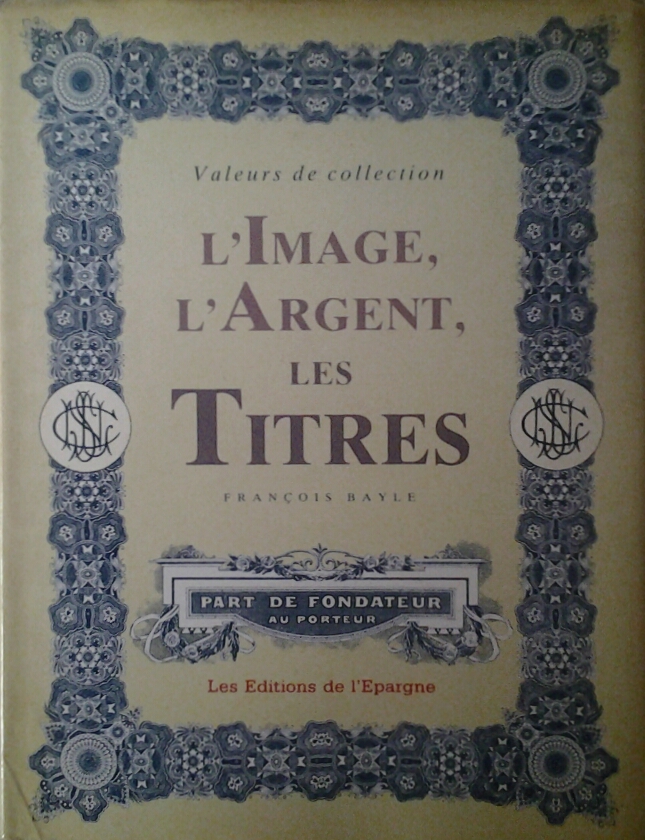 Valeurs de collection
L'IMAGE,
L'ARGENT,
LES
TITRES
FRANÇOIS BAYLE
PART DE FONDATEUR
AU PORTEUR
Les Editions de l'Epargne